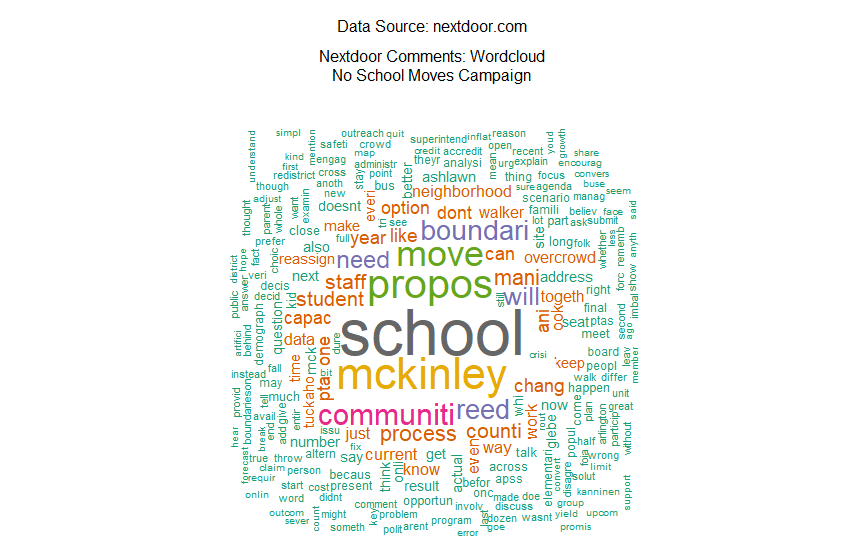 Data Source: nextdoor.com
Nextdoor Comments: Wordcloud
No School Moves Campaign
simpl
mention
outreach quit
superintend inflat reason
youd growth
understand
kind
safeti crowd
credit accredit
open recent
share
first
engag map
theyr analysi
mean urg explain
encourag
redistrict cross administr point
better
ashlawn thing focus convers
though anoth stay bus
neighborhood sure agenda buse
adjust new
everi
scenario manag seem
thought parent whole want examin
doesnt option dont walker famili believ face said
make tri see
boundari
lot part ask submit
prefer close full year like
site long folk whether less rememb anyth
fact choic also need move can overcrowd
hope reassign
district veri next staff propos mani address forc show
answer decis still will right imbal
public decid kid student togeth final second ago
artifici behind demograph question capac school ani look seat ptas meet
data mck dure one pta
crisi board leav
instead fall time bit mckinley keep peopl member
may tuckaho chang walk differ
provid tell much whi happen unit
hear boundarieson avail add give entir communiti reed rout work now come plan great
end issu process counti glebe arlington particip
break number just fix even way elementari popul half without
true throw altern say current get talk convert disagre foia wrong
forecast claim person becaus think onli know actual across solut limit
requir start cost present result befor apss kanninen support
onlin word didnt comment opportun onc made doe group
outcom count might key problem involv discuss yield upcom
sever someth polit arent program last dozen wasnt promis
error goe